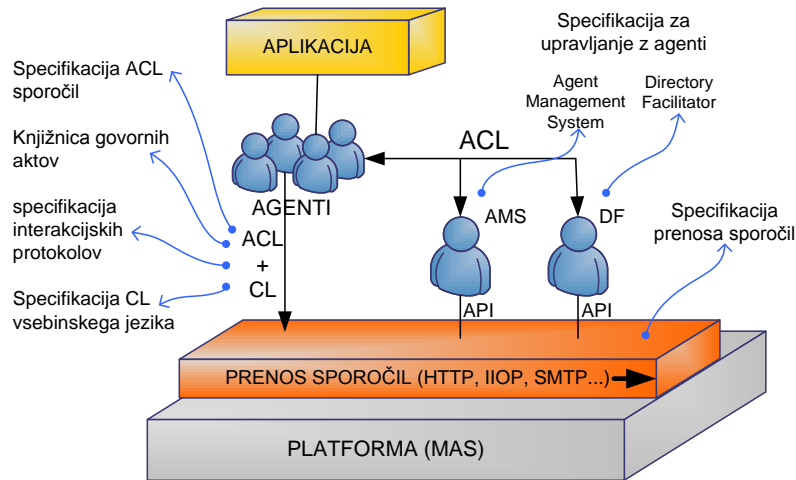 APLIKACIJA
Specifikacija za
upravljanje z agenti
Agent
Management
System
Directory
Facilitator
Specifikacija ACL
sporočil
Knjižnica govornih
aktov
specifikacija
interakcijskih
protokolov
Specifikacija CL
vsebinskega jezika
ACL
AGENTI
ACL
+
CL
AMS
DF
Specifikacija
prenosa sporočil
API
API
PRENOS SPOROČIL (HTTP, IIOP, SMTP...)
PLATFORMA (MAS)